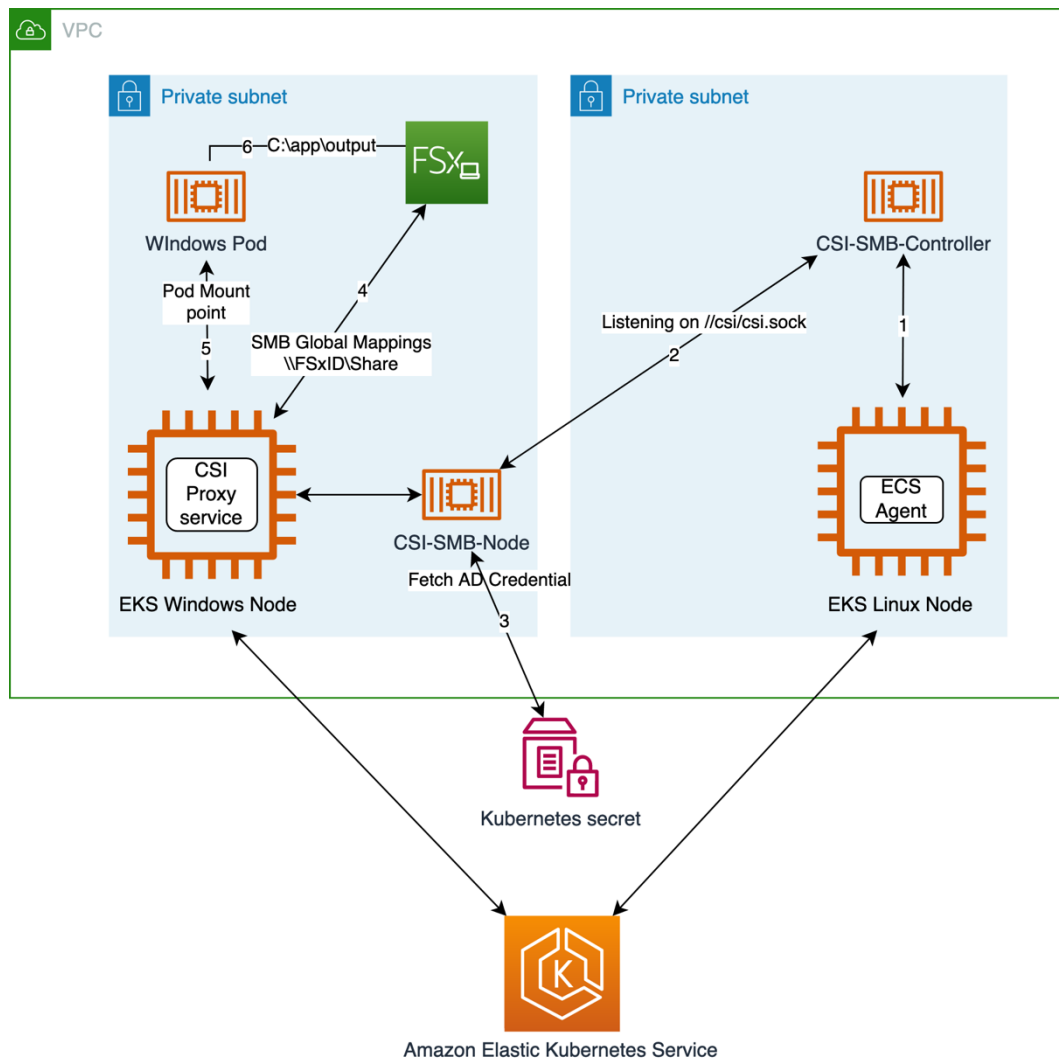 VPC
Private subnet
Private subnet
6
C:\app\output
FSx
WIndows Pod
CSI-SMB-Controller
Pod Mount
point
5
4
SMB Global Mappings
\\FSxID\Share
Listening on //csi/csi.sock
2
1
CSI
Proxy
service
ECS
Agent
CSI-SMB-Node
Fetch AD Credential
EKS Windows Node
EKS Linux Node
3
Kubernetes secret
K
Amazon Elastic Kubernetes Service